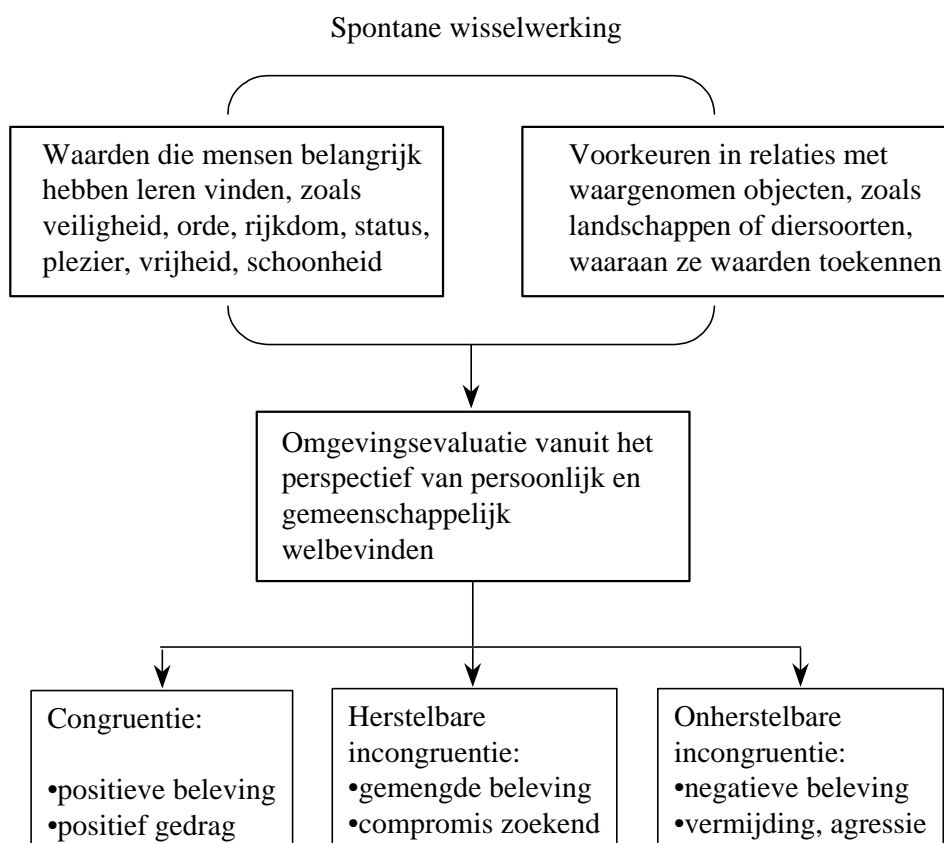 Spontane wisselwerking
Waarden die mensen belangrijk
hebben leren vinden, zoals
veiligheid, orde, rijkdom, status,
plezier, vrijheid, schoonheid
Voorkeuren in relaties met
waargenomen objecten, zoals
landschappen of diersoorten,
waaraan ze waarden toekennen
Omgevingsevaluatie vanuit het
perspectief van persoonlijk en
gemeenschappelijk
welbevinden
Congruentie:
•positieve beleving
•positief gedrag
Herstelbare
incongruentie:
•gemengde beleving
•compromis zoekend
Onherstelbare
incongruentie:
•negatieve beleving
•vermijding, agressie